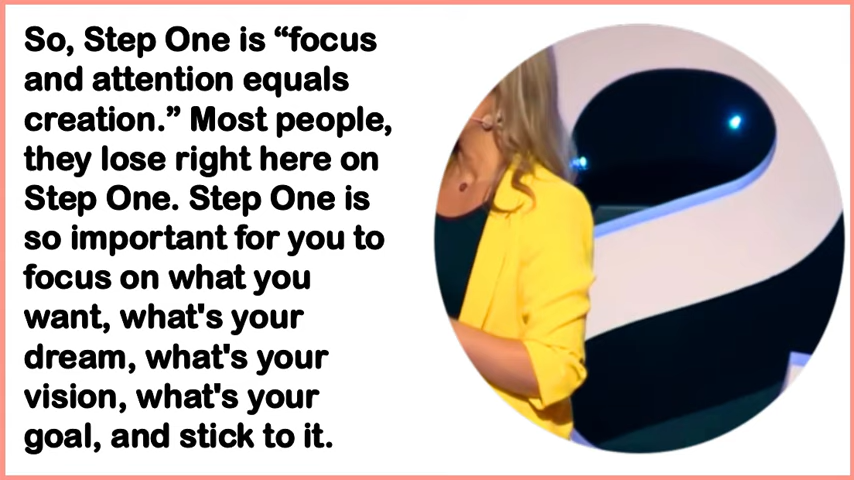 So, Step One is “focus
and attention equals
creation.” Most people,
they lose right here on
Step One. Step One is
so important for you to
focus on what you
want, what's your
dream, what's your
vision, what's your
goal, and stick to it.